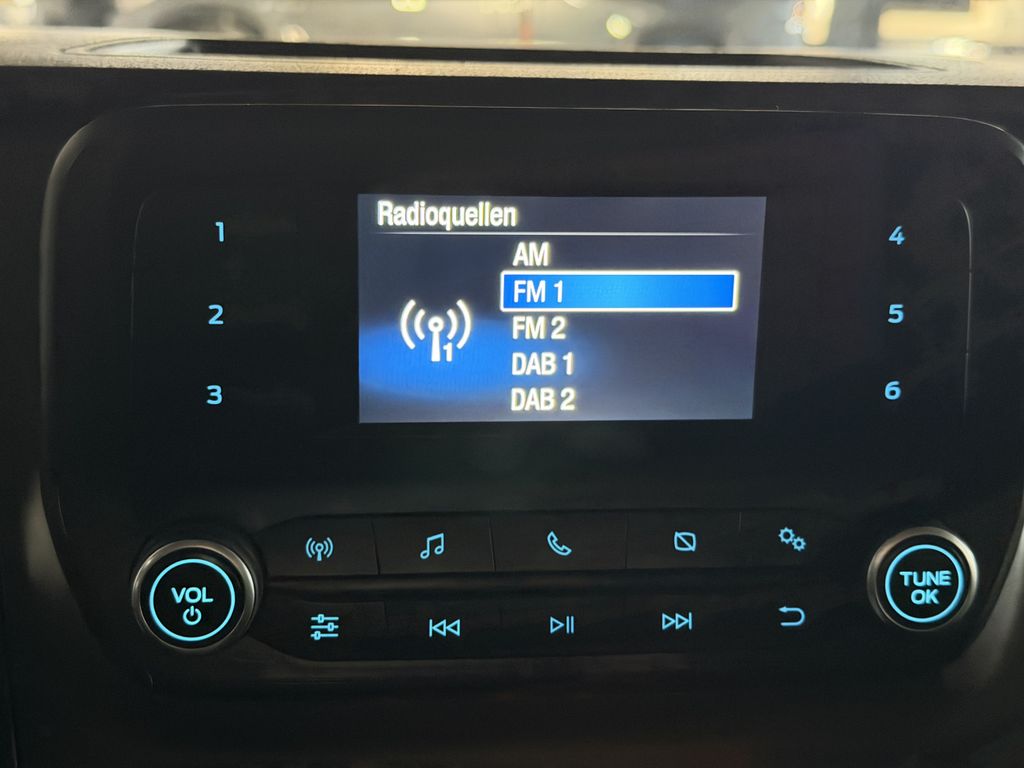 Radioquellen
AM
FM 1
FM 2
DAB 1
DAB 2
1
1
2
3
4
5
6
VOL
TUNE
OK